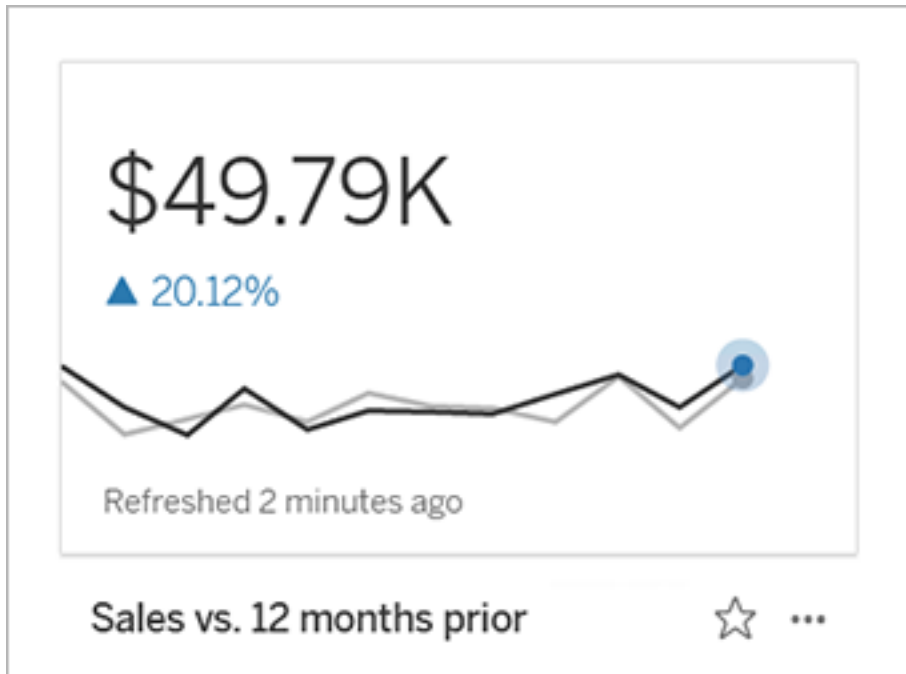 $49.79K
▲ 20.12%
Refreshed 2 minutes ago
Sales vs. 12 months prior